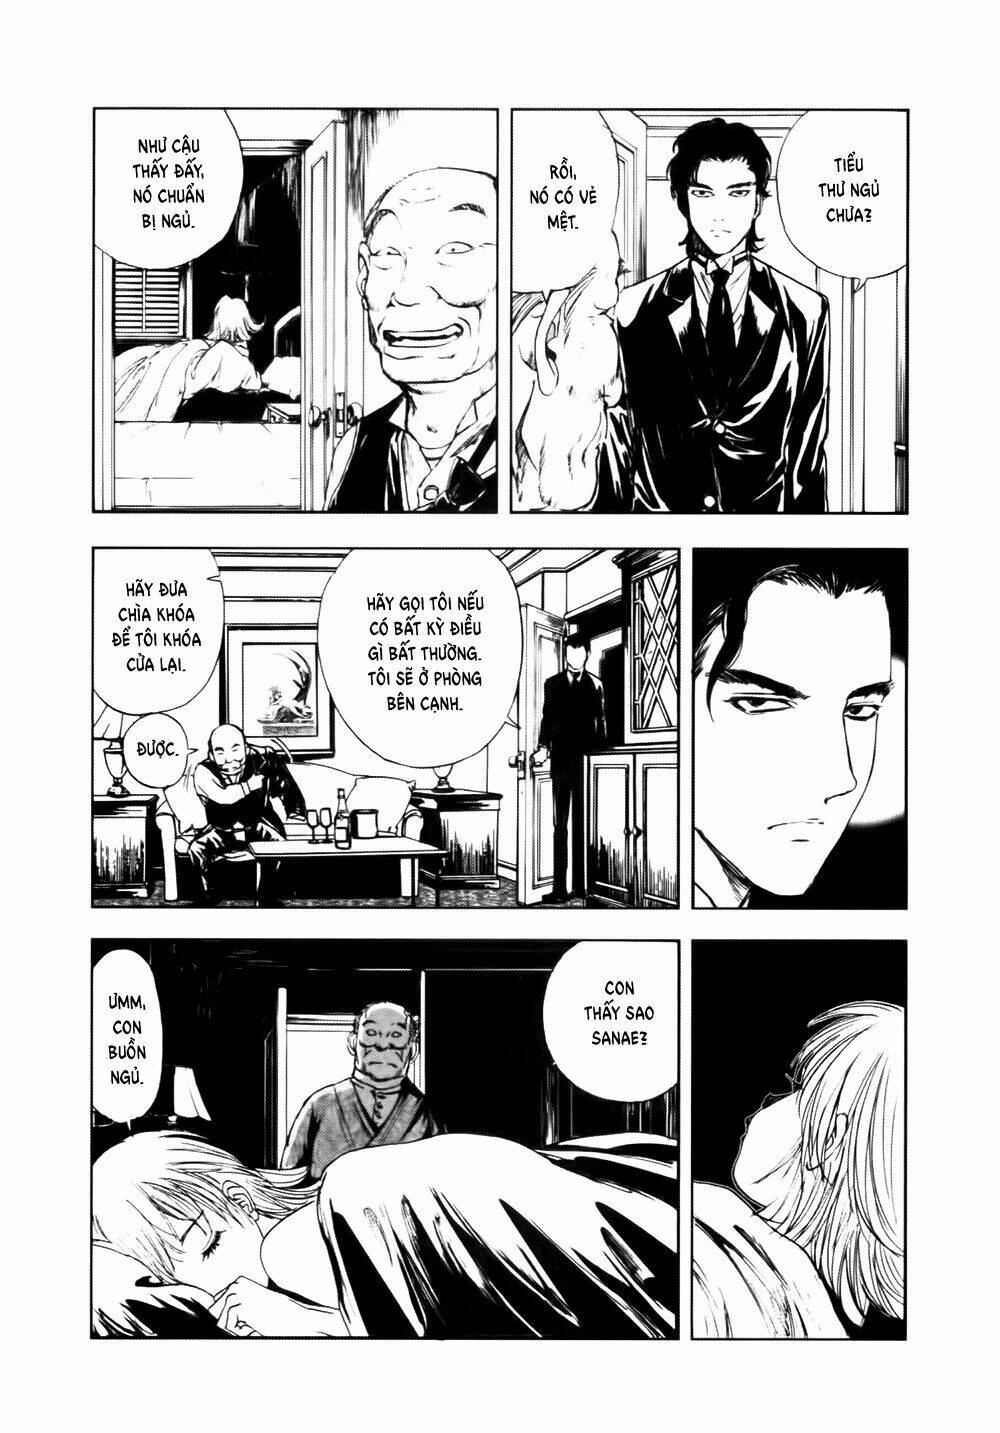 TIỂU
THƯ NGỦ
CHƯA?
RỒI,
NÓ CÓ VẺ
MỆT.
NHƯ CẬU
THẤY ĐẤY,
NÓ CHUẨN
BỊ NGỦ.
HÃY GỌI TÔI NẾU
CÓ BẤT KỲ ĐIỀU
GÌ BẤT THƯỜNG.
TÔI SẼ Ở PHÒNG
BÊN CẠNH.
HÃY ĐƯA
CHÌA KHÓA
ĐỂ TÔI KHÓA
CỬA LẠI.
ĐƯỢC.
CON
THẤY SAO
SANAE?
ƯMM,
CON
BUỒN
NGỦ.